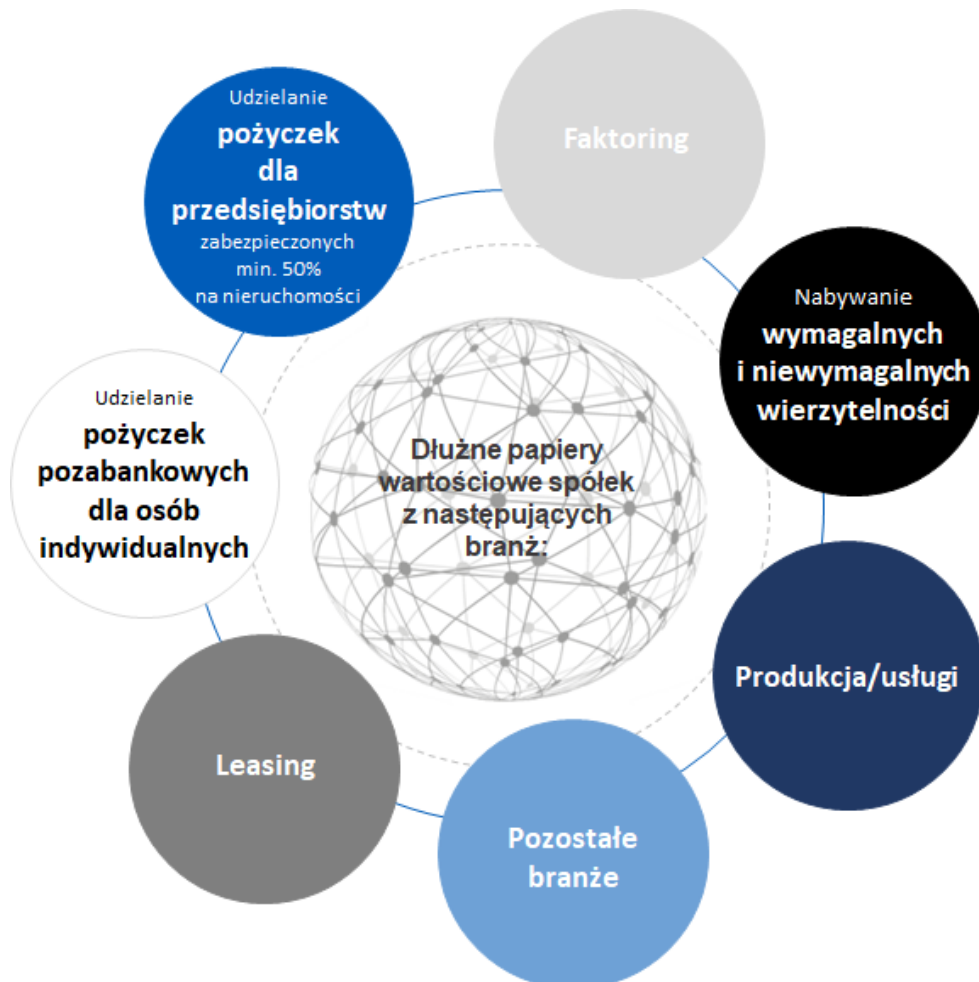 Udzielanie
pożyczek
dla
przedsiębiorstw
zabezpieczonych
min. 50%
na nieruchomości
Faktoring
Nabywanie
wymagalnych
i niewymagalnych
wierzytelności
Udzielanie
pożyczek
pozabankowych
dla osób
indywidualnych
Dłużne papiery
wartościowe spółek
z następujących
branż:
Produkcja/usługi
Leasing
Pozostałe
branże